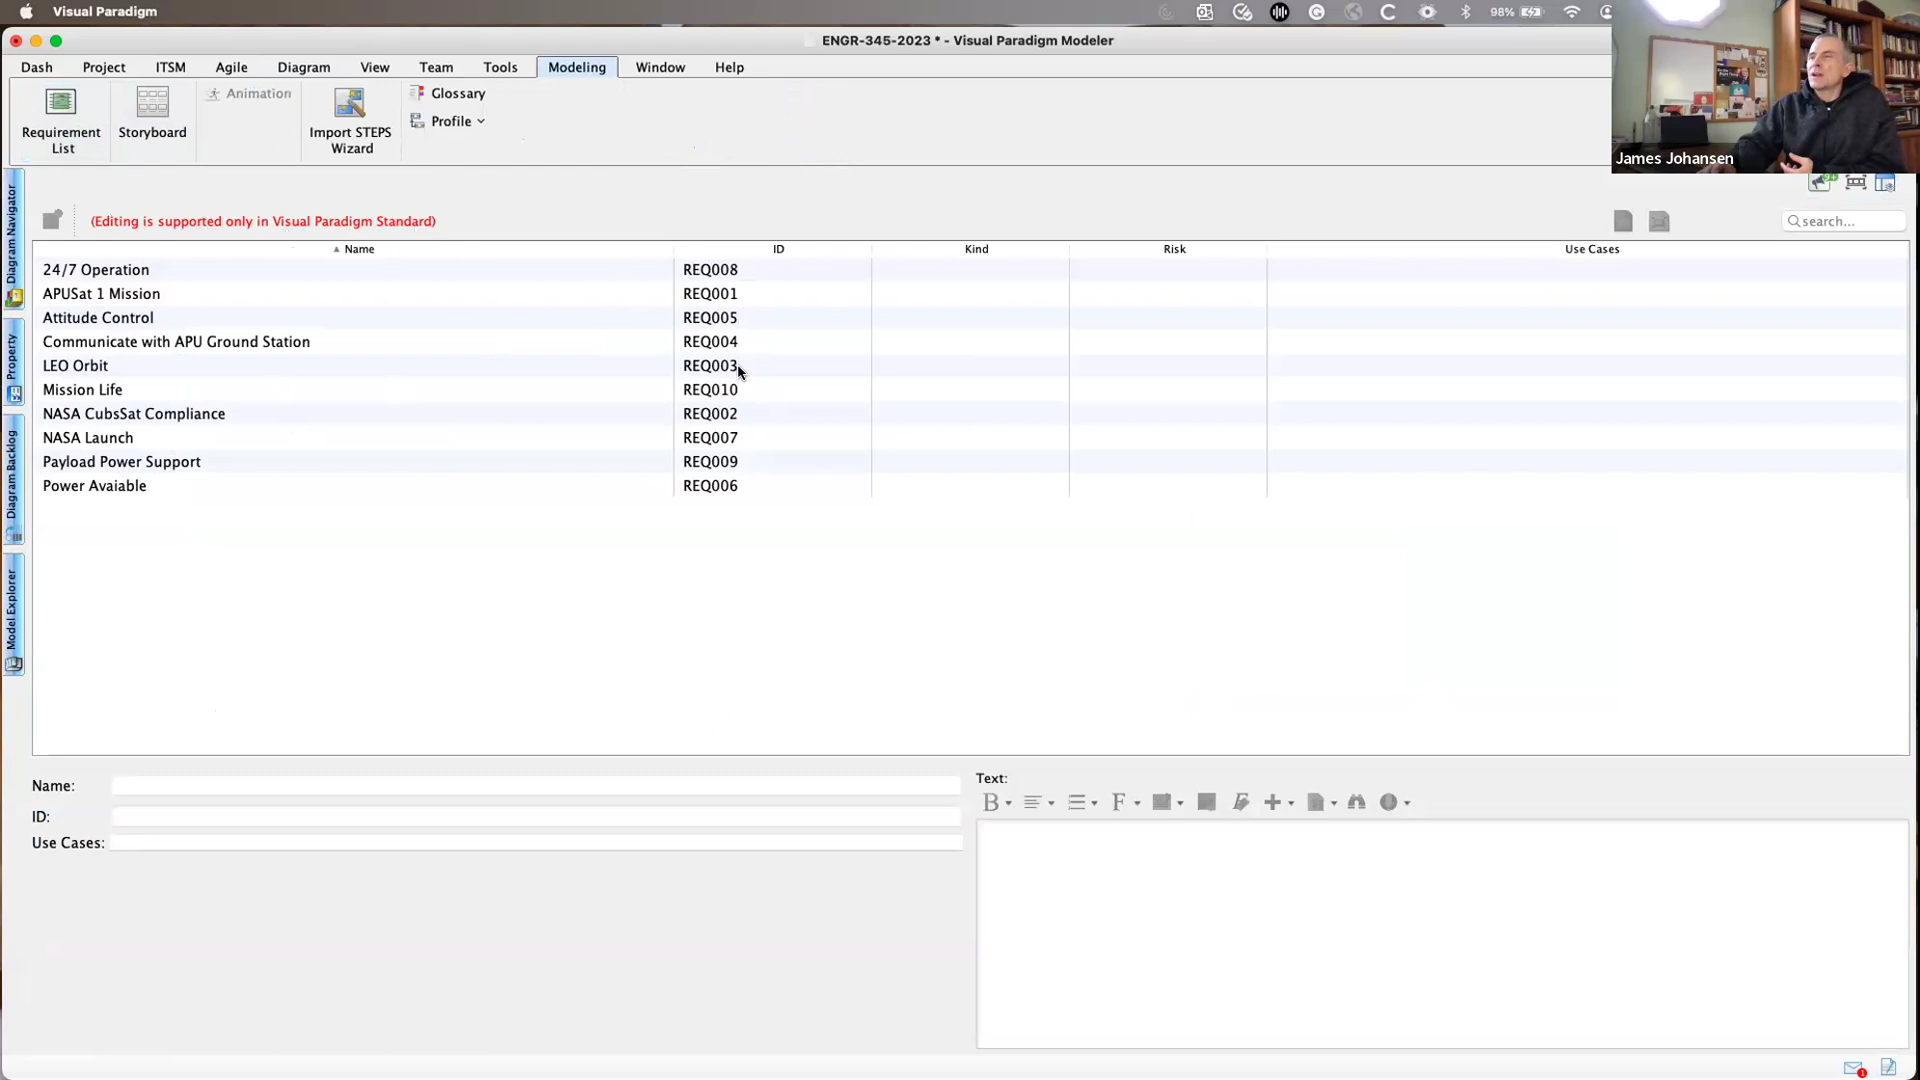 Visual Paradigm
98%
ENGR-345-2023 * - Visual Paradigm Modeler
Dash Project ITSM Agile Diagram View Team Tools Modeling Window Help
Requirement List
Storyboard
Animation
Import STEPS Wizard
Glossary
Profile
James Johansen
Diagram Navigator
Property
Diagram Backlog
Model Explorer
(Editing is supported only in Visual Paradigm Standard)
search...
Name ID Kind Risk Use Cases
24/7 Operation REQ008
APUSat 1 Mission REQ001
Attitude Control REQ005
Communicate with APU Ground Station REQ004
LEO Orbit REQ003
Mission Life REQ010
NASA CubsSat Compliance REQ002
NASA Launch REQ007
Payload Power Support REQ009
Power Avaiable REQ006
Name:
ID:
Use Cases:
Text:
B
F